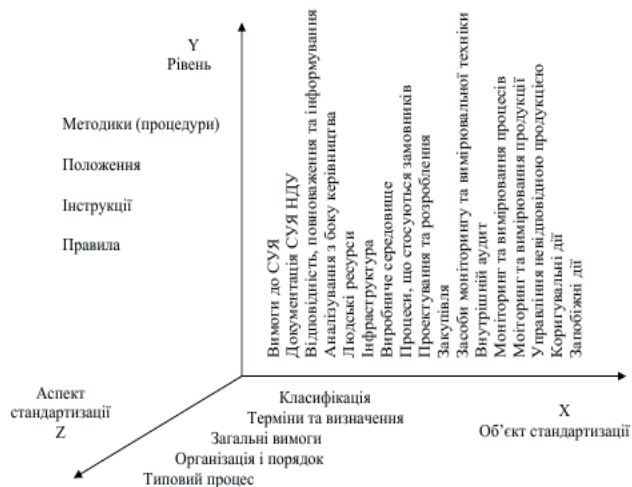 Y
Рівень
Методики (процедури)
Положення
Інструкції
Правила
Вимоги до СУЯ
Документація СУЯ НДУ
Відповідність, повноваження та інформування
Аналізування з боку керівництва
Людські ресурси
Інфраструктура
Виробниче середовище
Процеси, що стосуються замовників
Проектування та розроблення
Закупівля
Засоби моніторингу та вимірювальної техніки
Внутрішній аудит
Моніторинг та вимірювання процесів
Моіторинг та вимірювання продукції
Управління невідповідною продукцією
Коригувальні дії
Запобіжні дії
Аспект
стандартизації
Z
Класифікація
Терміни та визначення
Загальні вимоги
Організація і порядок
Типовий процес
X
Об’єкт стандартизації